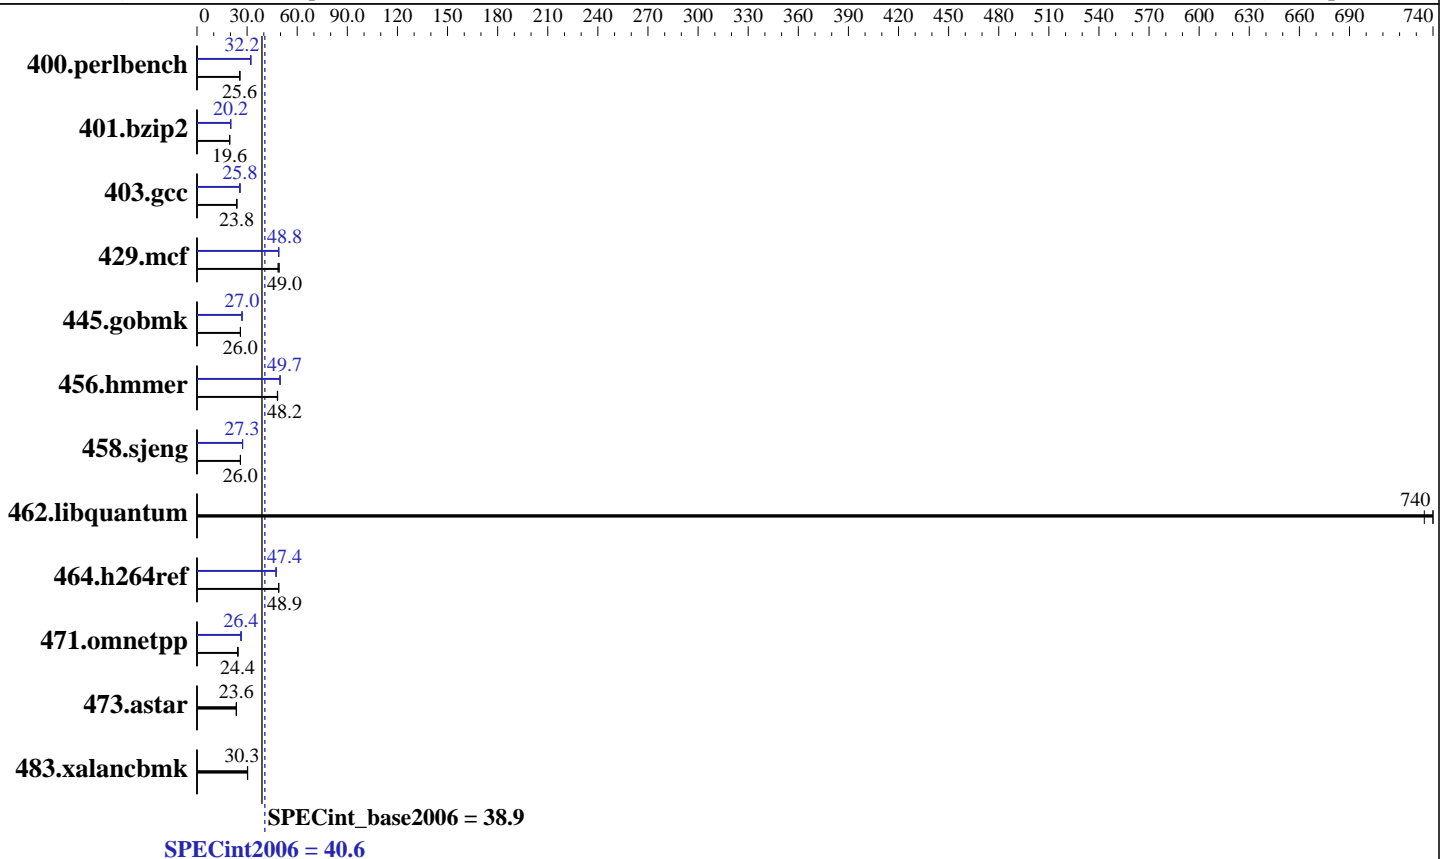 0 30.0 60.0 90.0 120 150 180 210 240 270 300 330 360 390 420 450 480 510 540 570 600 630 660 690 740
32.2
400.perlbench
25.6
20.2
401.bzip2
19.6
25.8
403.gcc
23.8
48.8
429.mcf
49.0
27.0
445.gobmk
26.0
49.7
456.hmmer
48.2
27.3
458.sjeng
26.0
740
462.libquantum
47.4
464.h264ref
48.9
26.4
471.omnetpp
24.4
23.6
473.astar
30.3
483.xalancbmk
SPECint_base2006 = 38.9
SPECint2006 = 40.6